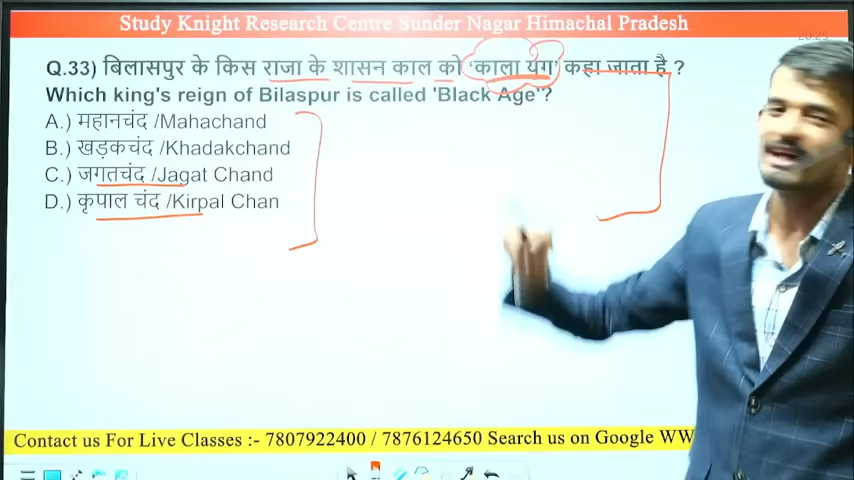 Study Knight Research Centre Sunder Nagar Himachal Pradesh
20:25
Q.33) बिलासपुर के किस राजा के शासन काल को 'काला युग' कहा जाता है ?
Which king's reign of Bilaspur is called 'Black Age'?
A.) महानचंद /Mahachand
B.) खड़कचंद /Khadakchand
C.) जगतचंद /Jagat Chand
D.) कृपाल चंद /Kirpal Chan
Contact us For Live Classes :- 7807922400 / 7876124650 Search us on Google WW